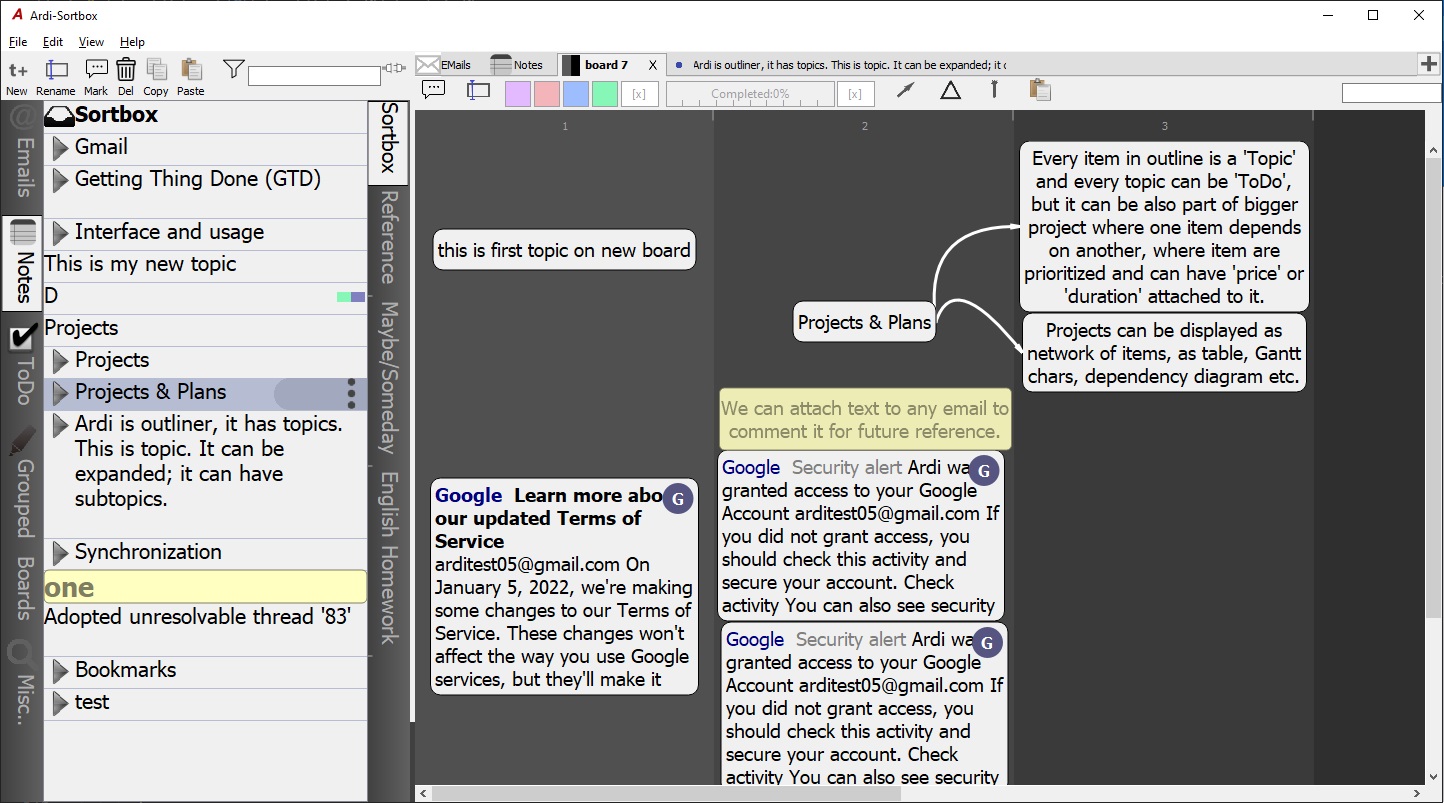 Ardi-Sortbox
File Edit View Help
t+
New Rename Mark Del Copy Paste
@ Emails
Notes
ToDo
Grouped
Boards
Misc..
Sortbox
Gmail
Getting Thing Done (GTD)
Interface and usage
This is my new topic
D
Projects
Projects
Projects & Plans
Ardi is outliner, it has topics.
This is topic. It can be
expanded; it can have
subtopics.
Synchronization
one
Adopted unresolvable thread '83'
Bookmarks
test
Sortbox
Reference
Maybe/Someday
English Homework
EMails Notes board 7 X Ardi is outliner, it has topics. This is topic. It can be expanded; it c
[x] Completed:0% [x]
1 2 3
this is first topic on new board
Google Learn more abo
G
our updated Terms of
Service
arditest05@gmail.com On
January 5, 2022, we're making
some changes to our Terms of
Service. These changes won't
affect the way you use Google
services, but they'll make it
Projects & Plans
We can attach text to any email to
comment it for future reference.
Google Security alert Ardi wa
G
granted access to your Google
Account arditest05@gmail.com If
you did not grant access, you
should check this activity and
secure your account. Check
activity You can also see security
Google Security alert Ardi wa
G
granted access to your Google
Account arditest05@gmail.com If
you did not grant access, you
should check this activity and
secure your account. Check
activity You can also see security
Every item in outline is a 'Topic'
and every topic can be 'ToDo',
but it can be also part of bigger
project where one item depends
on another, where item are
prioritized and can have 'price' or
'duration' attached to it.
Projects can be displayed as
network of items, as table, Gantt
chars, dependency diagram etc.